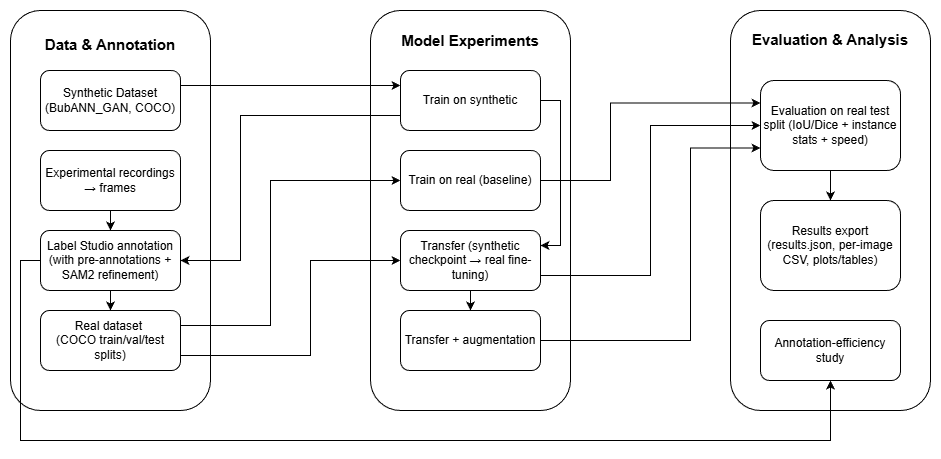 Data & Annotation
Synthetic Dataset
(BubANN_GAN, COCO)
Experimental recordings
→ frames
Label Studio annotation
(with pre-annotations +
SAM2 refinement)
Real dataset
(COCO train/val/test
splits)
Model Experiments
Train on synthetic
Train on real (baseline)
Transfer (synthetic
checkpoint → real fine-
tuning)
Transfer + augmentation
Evaluation & Analysis
Evaluation on real test
split (IoU/Dice + instance
stats + speed)
Results export
(results.json, per-image
CSV, plots/tables)
Annotation-efficiency
study